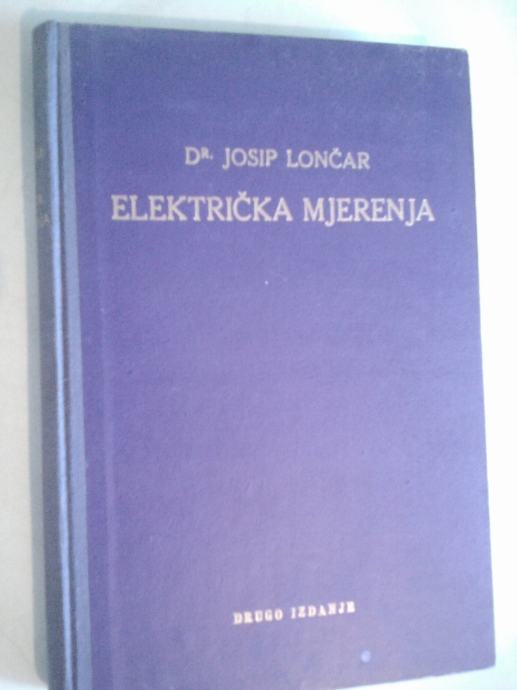 DR. JOSIP LONČAR
ELEKTRIČKA MJERENJA
DRUGO IZDANJE